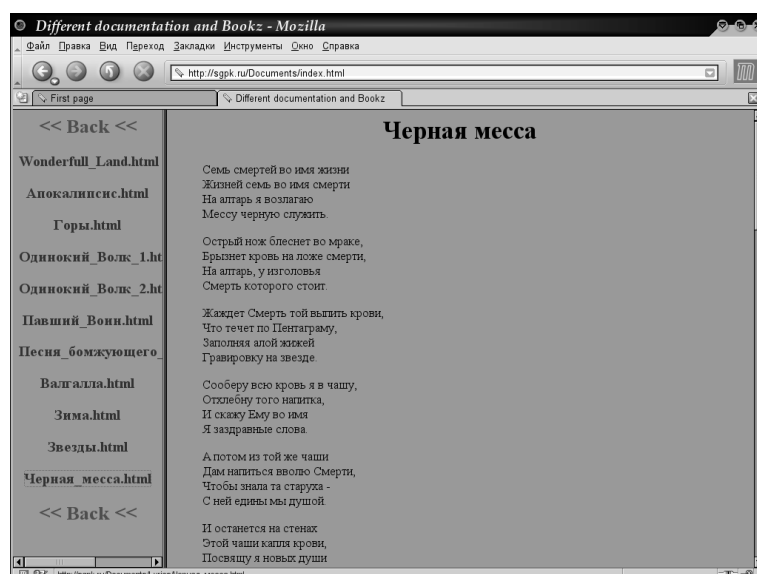 Different documentation and Bookz - Mozilla
Файл Правка Вид Переход Закладки Инструменты Окно Справка
http://sgpk.ru/Documents/index.html
First page
Different documentation and Bookz
<< Back <<
Wonderfull_Land.html
Апокалипсис.html
Горы.html
Одинокий_Волк_1.ht
Одинокий_Волк_2.ht
Павший_Воин.html
Песня_бомжующего_
Валгалла.html
Зима.html
Звезды.html
Черная_месса.html
<< Back <<
Черная месса
Семь смертей во имя жизни
Жизней семь во имя смерти
На алтарь я возлагаю
Мессу черную служить.
Острый нож блеснет во мраке,
Брызнет кровь на ложе смерти,
На алтарь, у изголовья
Смерть которого стоит.
Жаждет Смерть той выпить крови,
Что течет по Пентаграму,
Заполняя алой жижей
Гравировку на звезде.
Сооберу всю кровь я в чашу,
Отхлебну того напитка,
И скажу Ему во имя
Я заздравные слова.
А потом из той же чаши
Дам напиться вволю Смерти,
Чтобы знала та старуха -
С ней едины мы душой.
И останется на стенах
Этой чаши капля крови,
Посвящу я новых души